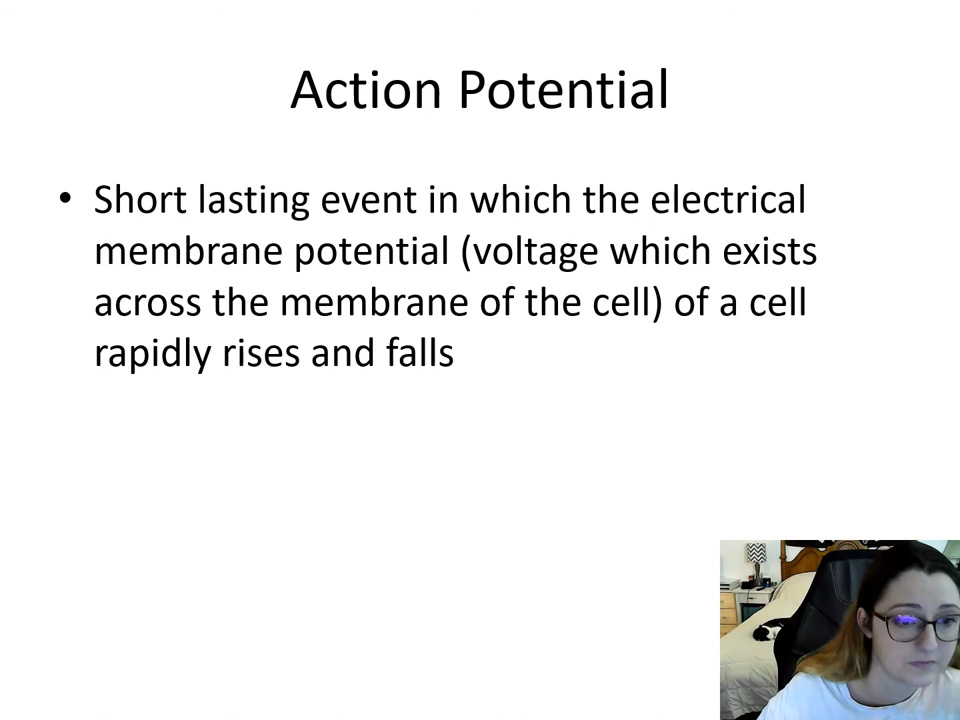 Action Potential
• Short lasting event in which the electrical
membrane potential (voltage which exists
across the membrane of the cell) of a cell
rapidly rises and falls